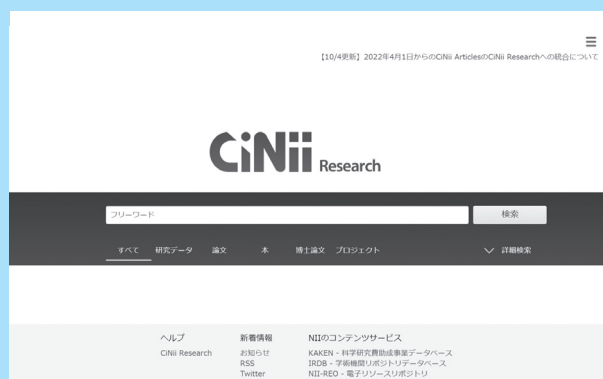 【10/4更新】2022年4月1日からのCiNii ArticlesのCiNii Researchへの統合について
CiNii Research
フリーワード 検索
すべて 研究データ 論文 本 博士論文 プロジェクト 詳細検索
ヘルプ 新着情報 NIIのコンテンツサービス
CiNii Research お知らせ KAKEN - 科学研究費助成事業データベース
RSS IRDB - 学術機関リポジトリデータベース
Twitter NII-REO - 電子リソースリポジトリ